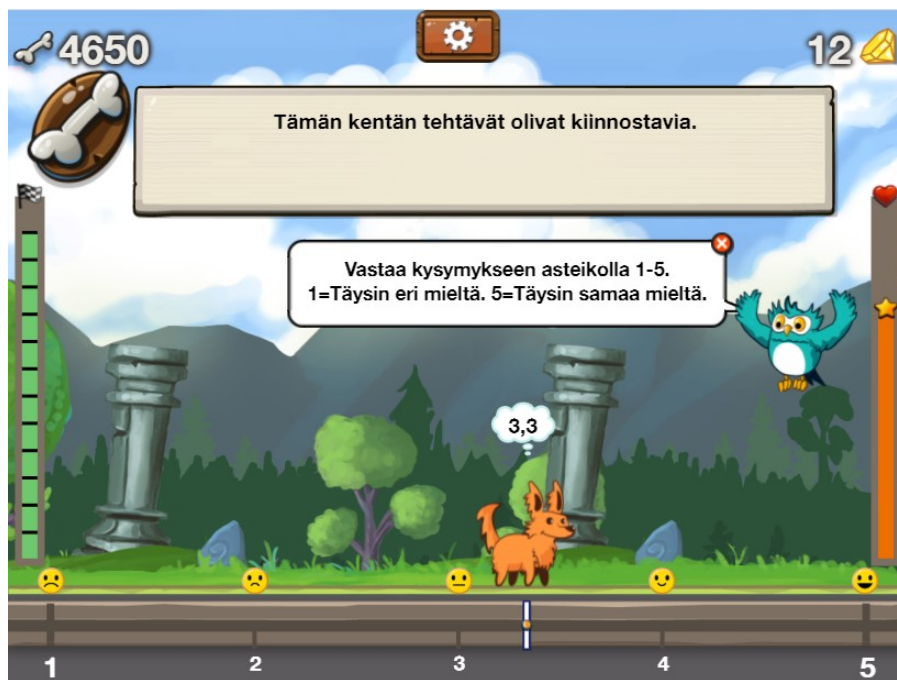 4650
12
Tämän kentän tehtävät olivat kiinnostavia.
Vastaa kysymykseen asteikolla 1-5.
1=Täysin eri mieltä. 5=Täysin samaa mieltä.
3,3
1
2
3
4
5